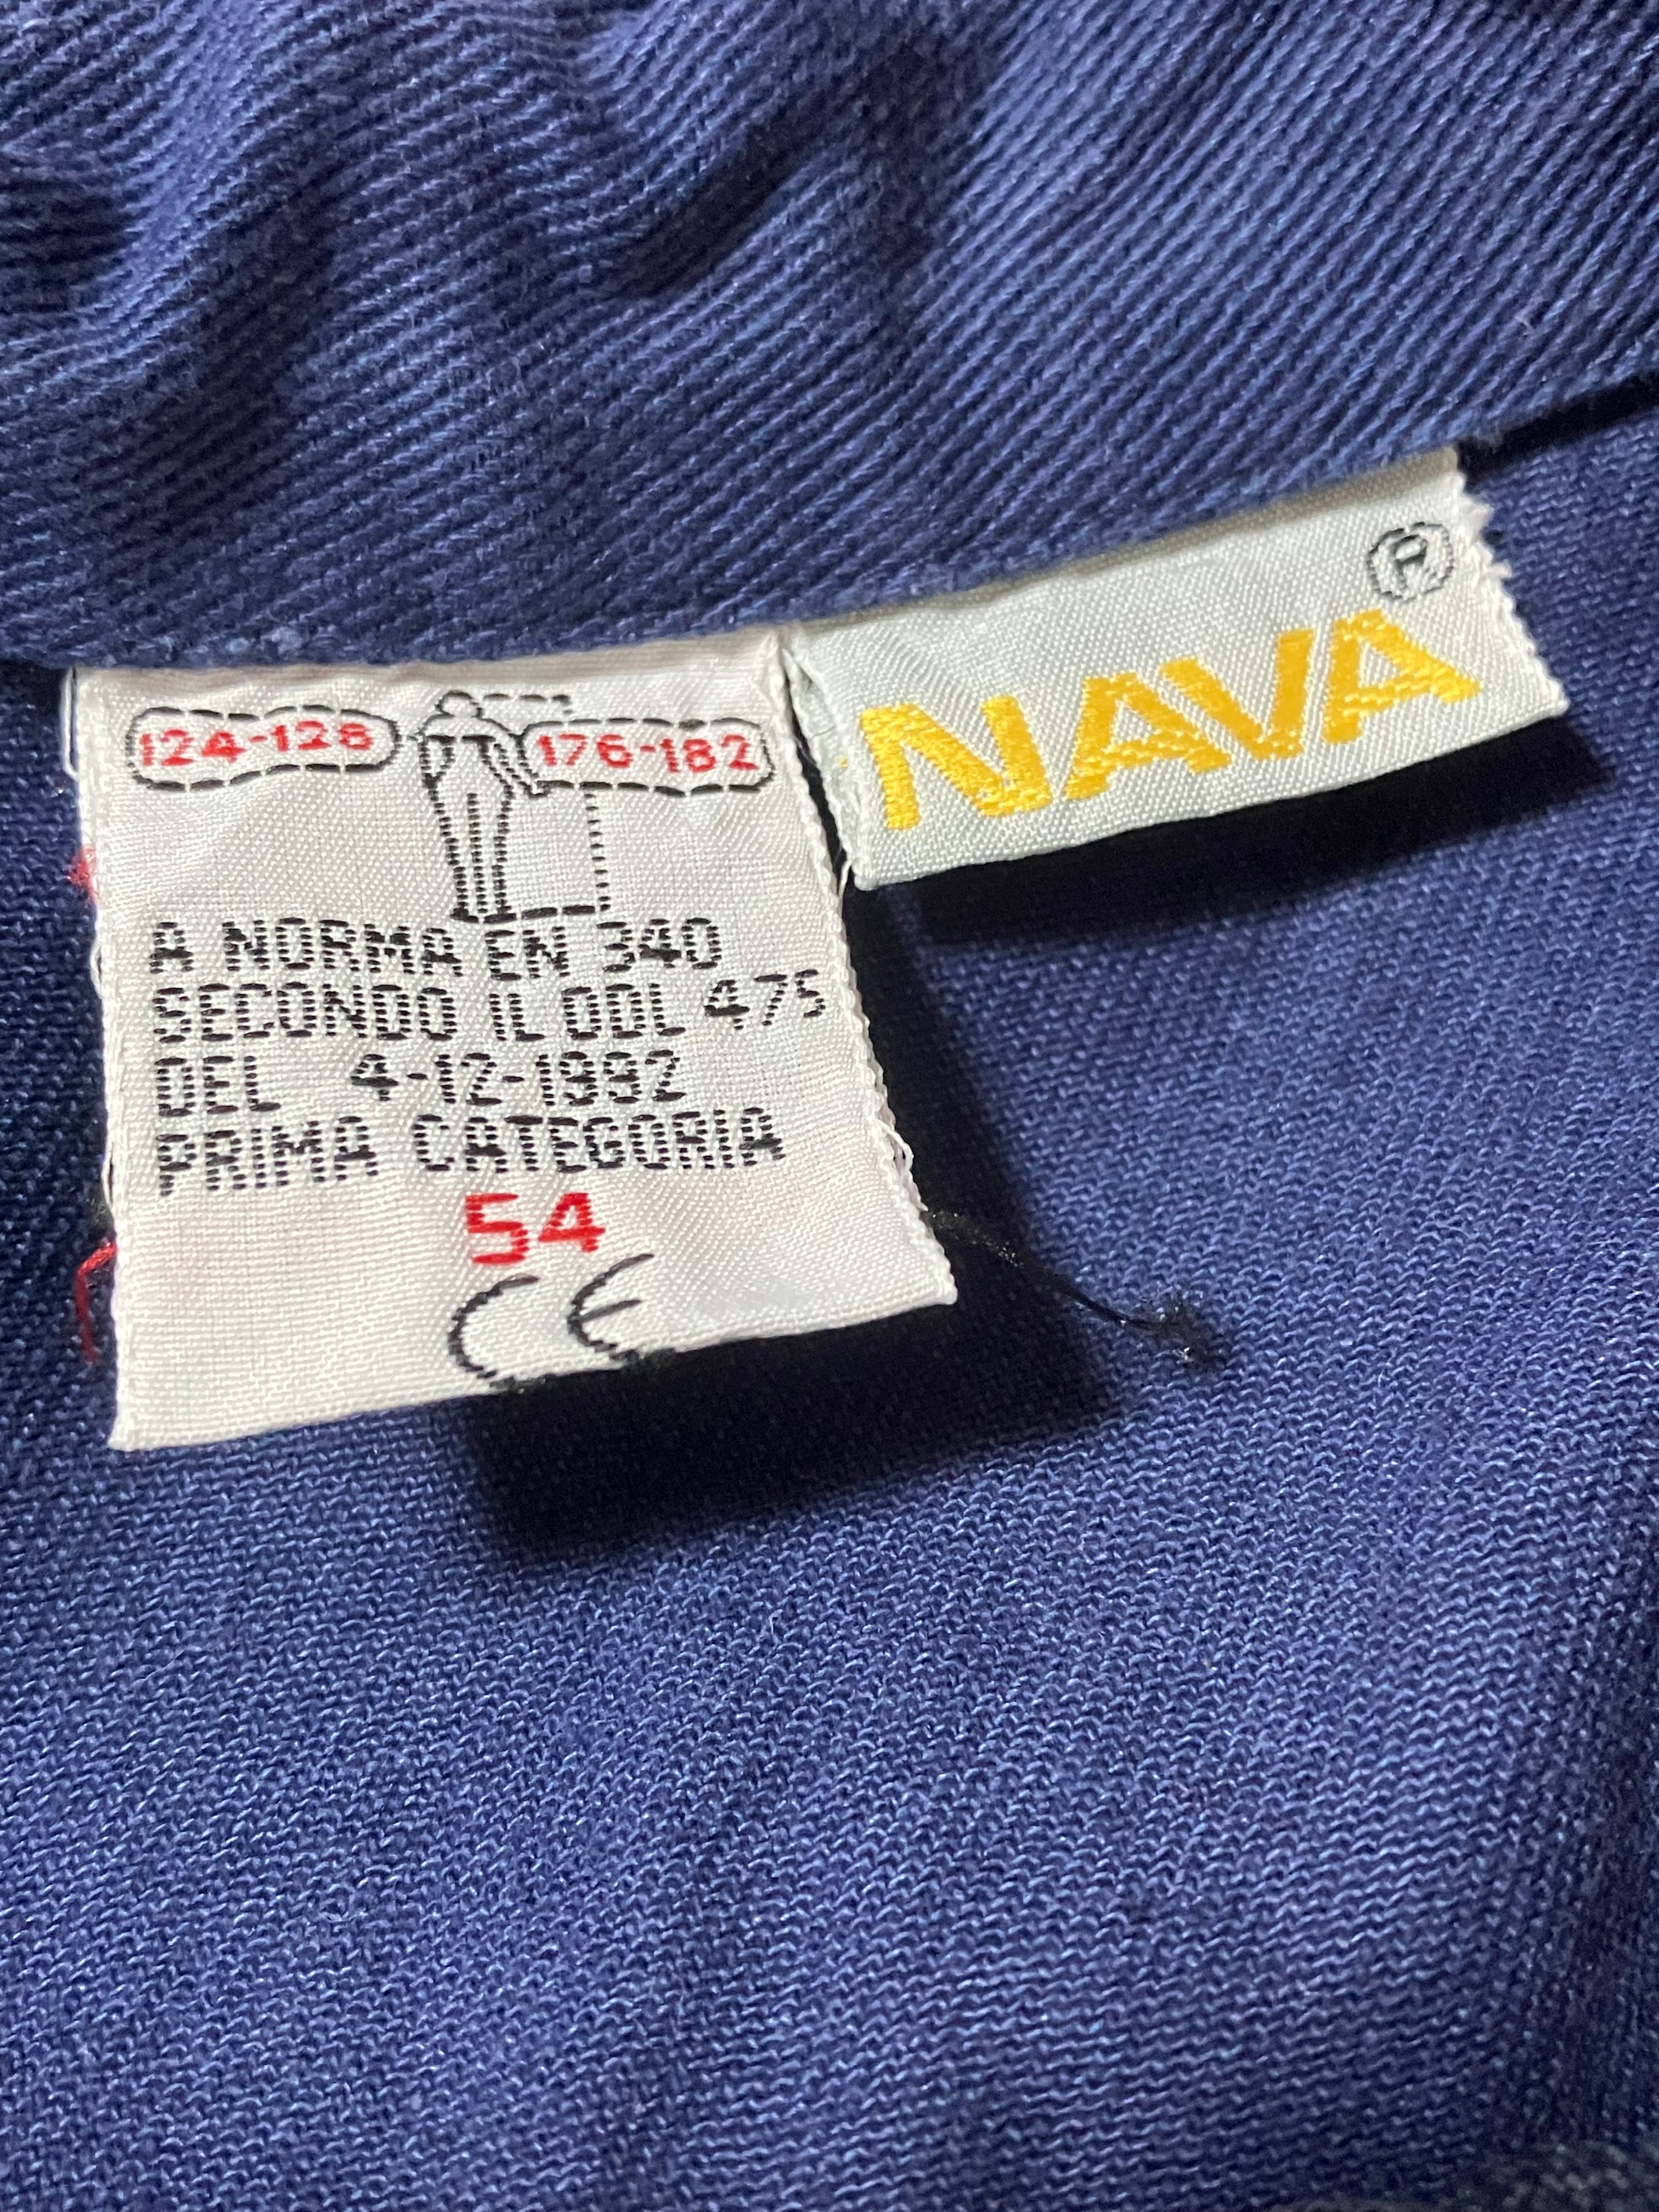 124-128 176-182
A NORMA EN 340
SECONDO IL DDL 475
DEL 4-12-1992
PRIMA CATEGORIA
54
CE
NAVA ®